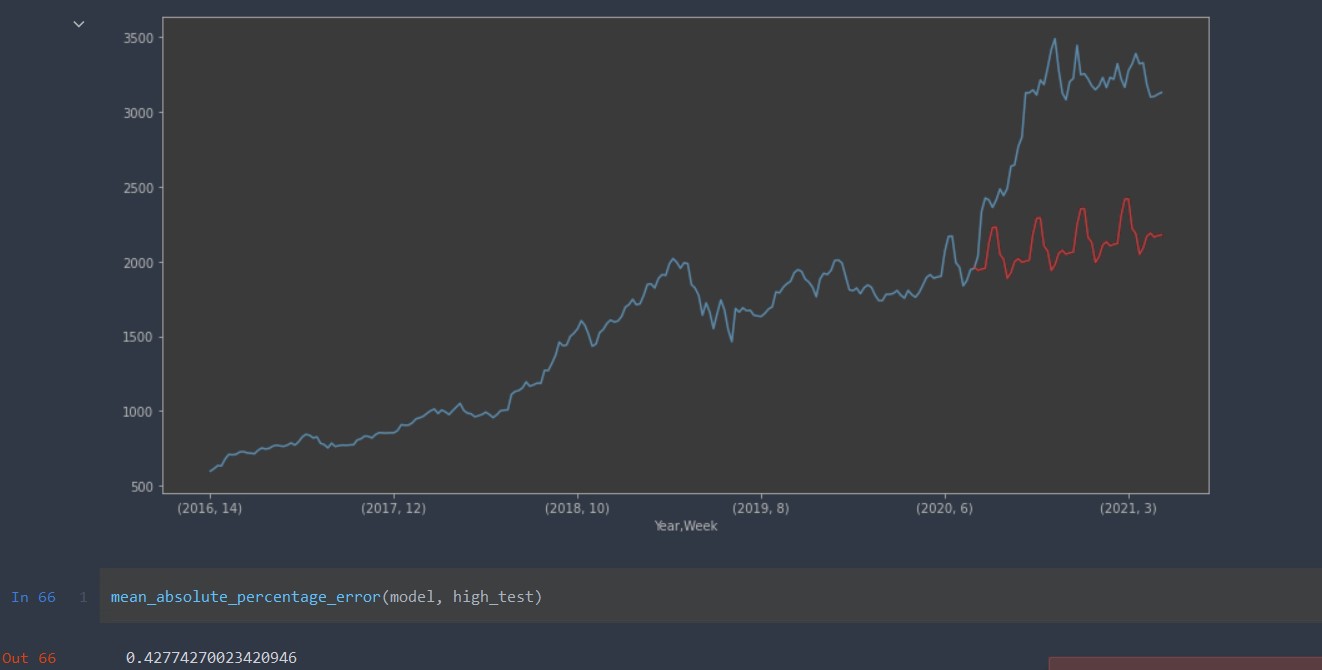 3500
3000
2500
2000
1500
1000
500
(2016, 14) (2017, 12) (2018, 10) (2019, 8) (2020, 6) (2021, 3)
Year,Week
In 66 1 mean_absolute_percentage_error(model, high_test)
Out 66 0.42774270023420946